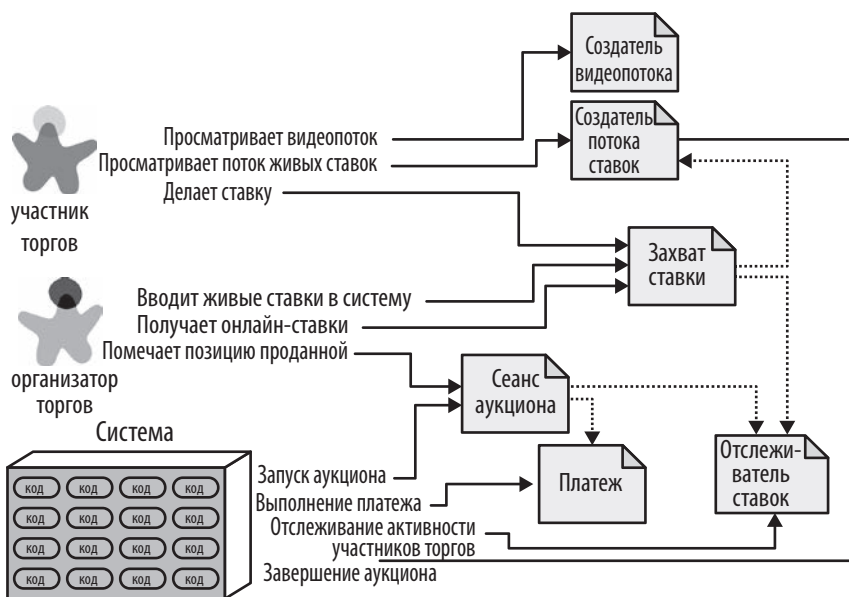 Создатель
видеопотока
Создатель
потока
ставок
Просматривает видеопоток
Просматривает поток живых ставок
Делает ставку
участник
торгов
Захват
ставки
Вводит живые ставки в систему
Получает онлайн-ставки
Помечает позицию проданной
организатор
торгов
Сеанс
аукциона
Система
Запуск аукциона
Выполнение платежа
Платеж
Отслежи-
ватель
ставок
Отслеживание активности
участников торгов
Завершение аукциона
код код код код
код код код код
код код код код
код код код код